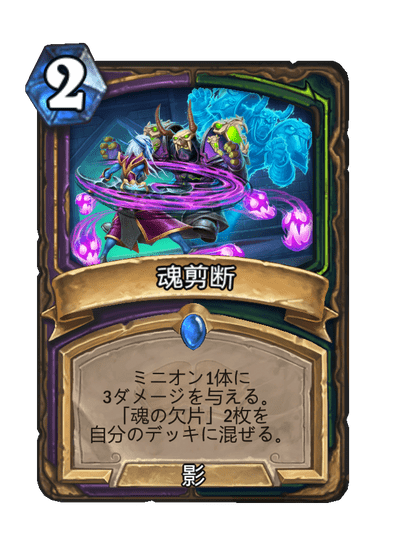 2
魂剪断
ミニオン1体に
3ダメージを与える。
「魂の欠片」2枚を
自分のデッキに混ぜる。
影